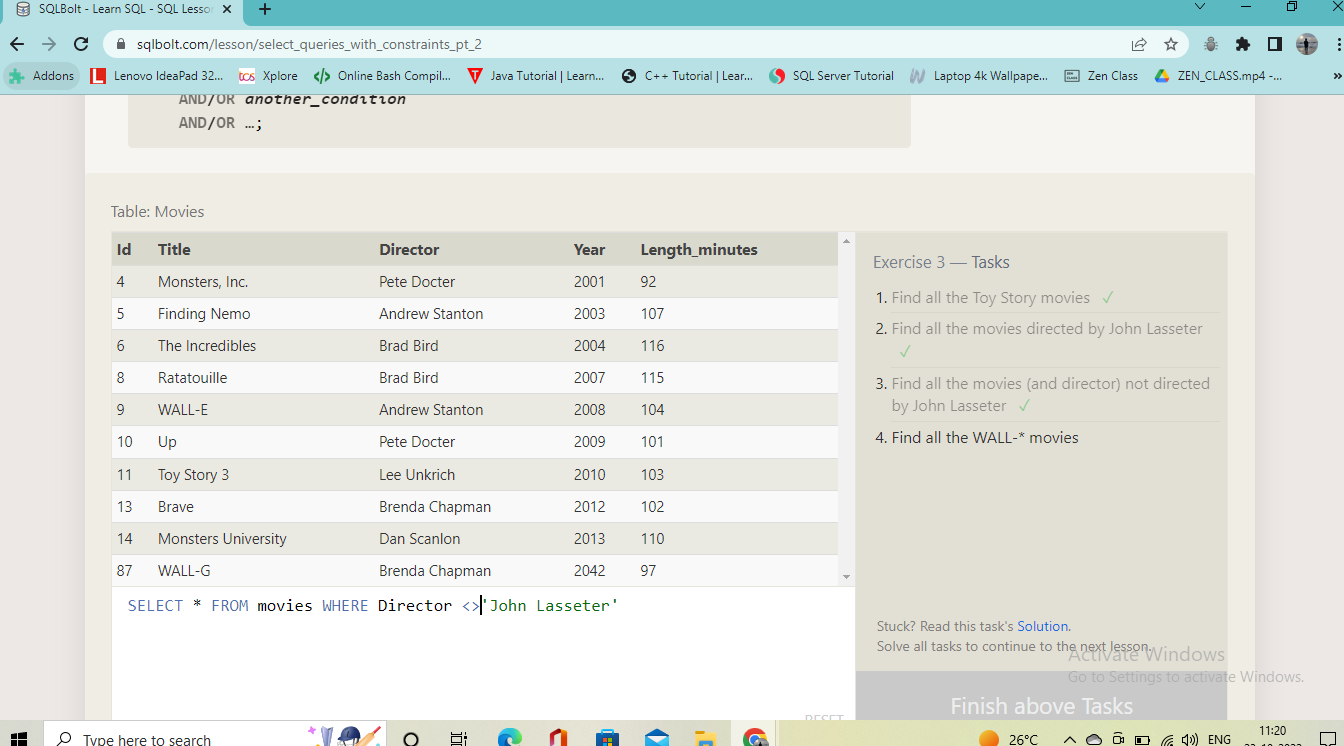 SQLBolt - Learn SQL - SQL Lesso
sqlbolt.com/lesson/select_queries_with_constraints_pt_2
Addons Lenovo IdeaPad 32... tcs Xplore Online Bash Compil... Java Tutorial | Learn... C++ Tutorial | Lear... SQL Server Tutorial Laptop 4k Wallpape... Zen Class ZEN_CLASS.mp4 -... »
AND/OR another_condition
AND/OR …;
Table: Movies
Id Title Director Year Length_minutes
4 Monsters, Inc. Pete Docter 2001 92
5 Finding Nemo Andrew Stanton 2003 107
6 The Incredibles Brad Bird 2004 116
8 Ratatouille Brad Bird 2007 115
9 WALL-E Andrew Stanton 2008 104
10 Up Pete Docter 2009 101
11 Toy Story 3 Lee Unkrich 2010 103
13 Brave Brenda Chapman 2012 102
14 Monsters University Dan Scanlon 2013 110
87 WALL-G Brenda Chapman 2042 97
SELECT * FROM movies WHERE Director <>'John Lasseter'
RESET
Exercise 3 — Tasks
1. Find all the Toy Story movies ✓
2. Find all the movies directed by John Lasseter
✓
3. Find all the movies (and director) not directed
by John Lasseter ✓
4. Find all the WALL-* movies
Stuck? Read this task's Solution.
Solve all tasks to continue to the next lesson.
Activate Windows
Go to Settings to activate Windows.
Finish above Tasks
Type here to search
26°C ENG 11:20